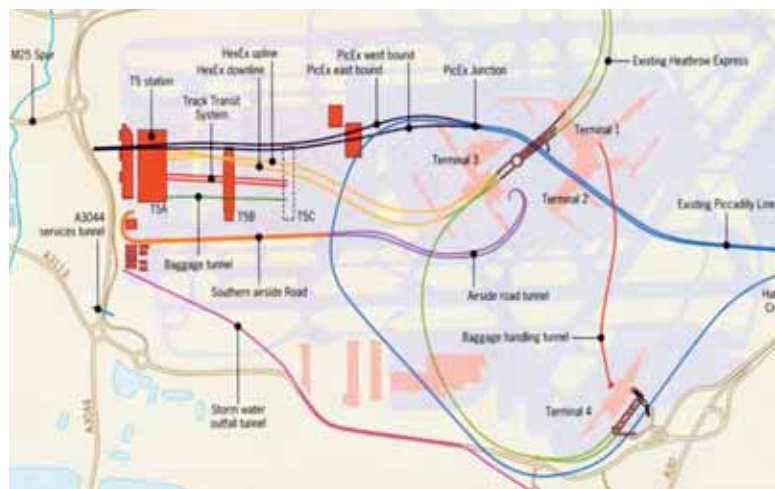 HexEx upline
PicEx west bound
M25 Spur
HexEx downline
PicEx east bound
PicEx Junction
Existing Heathrow Express
T5 station
Track Transit
System
Terminal 1
Terminal 3
Terminal 2
A3044
services tunnel
T5A
T5B
T5C
Existing Piccadilly Line
Baggage tunnel
Southern airside Road
Airside road tunnel
Baggage handling tunnel
Storm water
outfall tunnel
Terminal 4
A3044